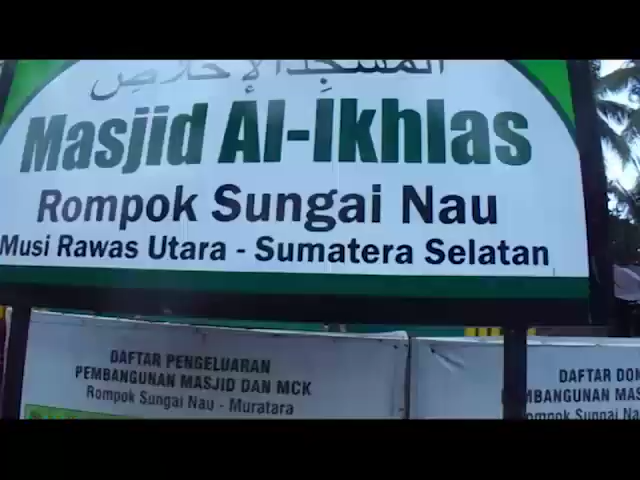 المسجد الإخلاص
Masjid Al-Ikhlas
Rompok Sungai Nau
Musi Rawas Utara - Sumatera Selatan
DAFTAR PENGELUARAN
PEMBANGUNAN MASJID DAN MCK
Rompok Sungai Nau - Muratara
DAFTAR DON
MBANGUNAN MAS
ompok Sungai Na